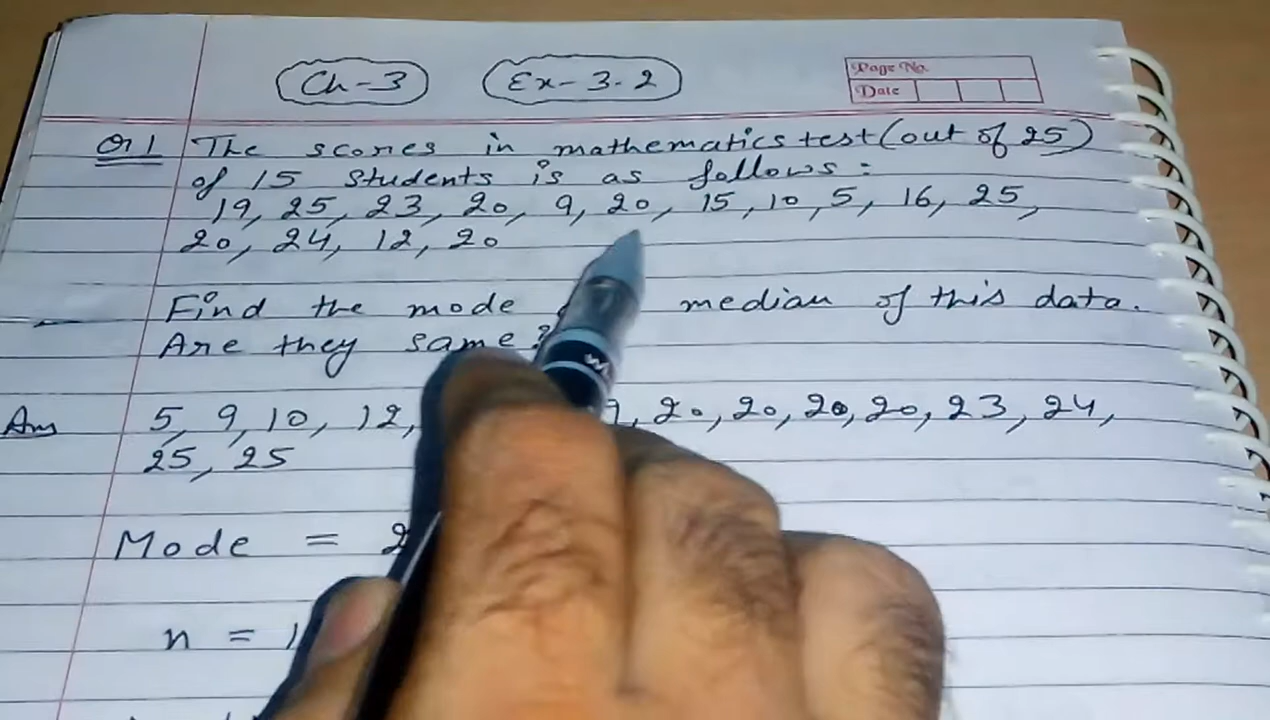 Ch-3 Ex-3.2
Page No.
Date
Q1 The scores in mathematics test (out of 25)
of 15 students is as follows:
19, 25, 23, 20, 9, 20, 15, 10, 5, 16, 25,
20, 24, 12, 20
Find the mode median of this data.
Are they same?
Ans 5, 9, 10, 12, 20, 20, 20, 20, 23, 24,
25, 25
Mode =
n =